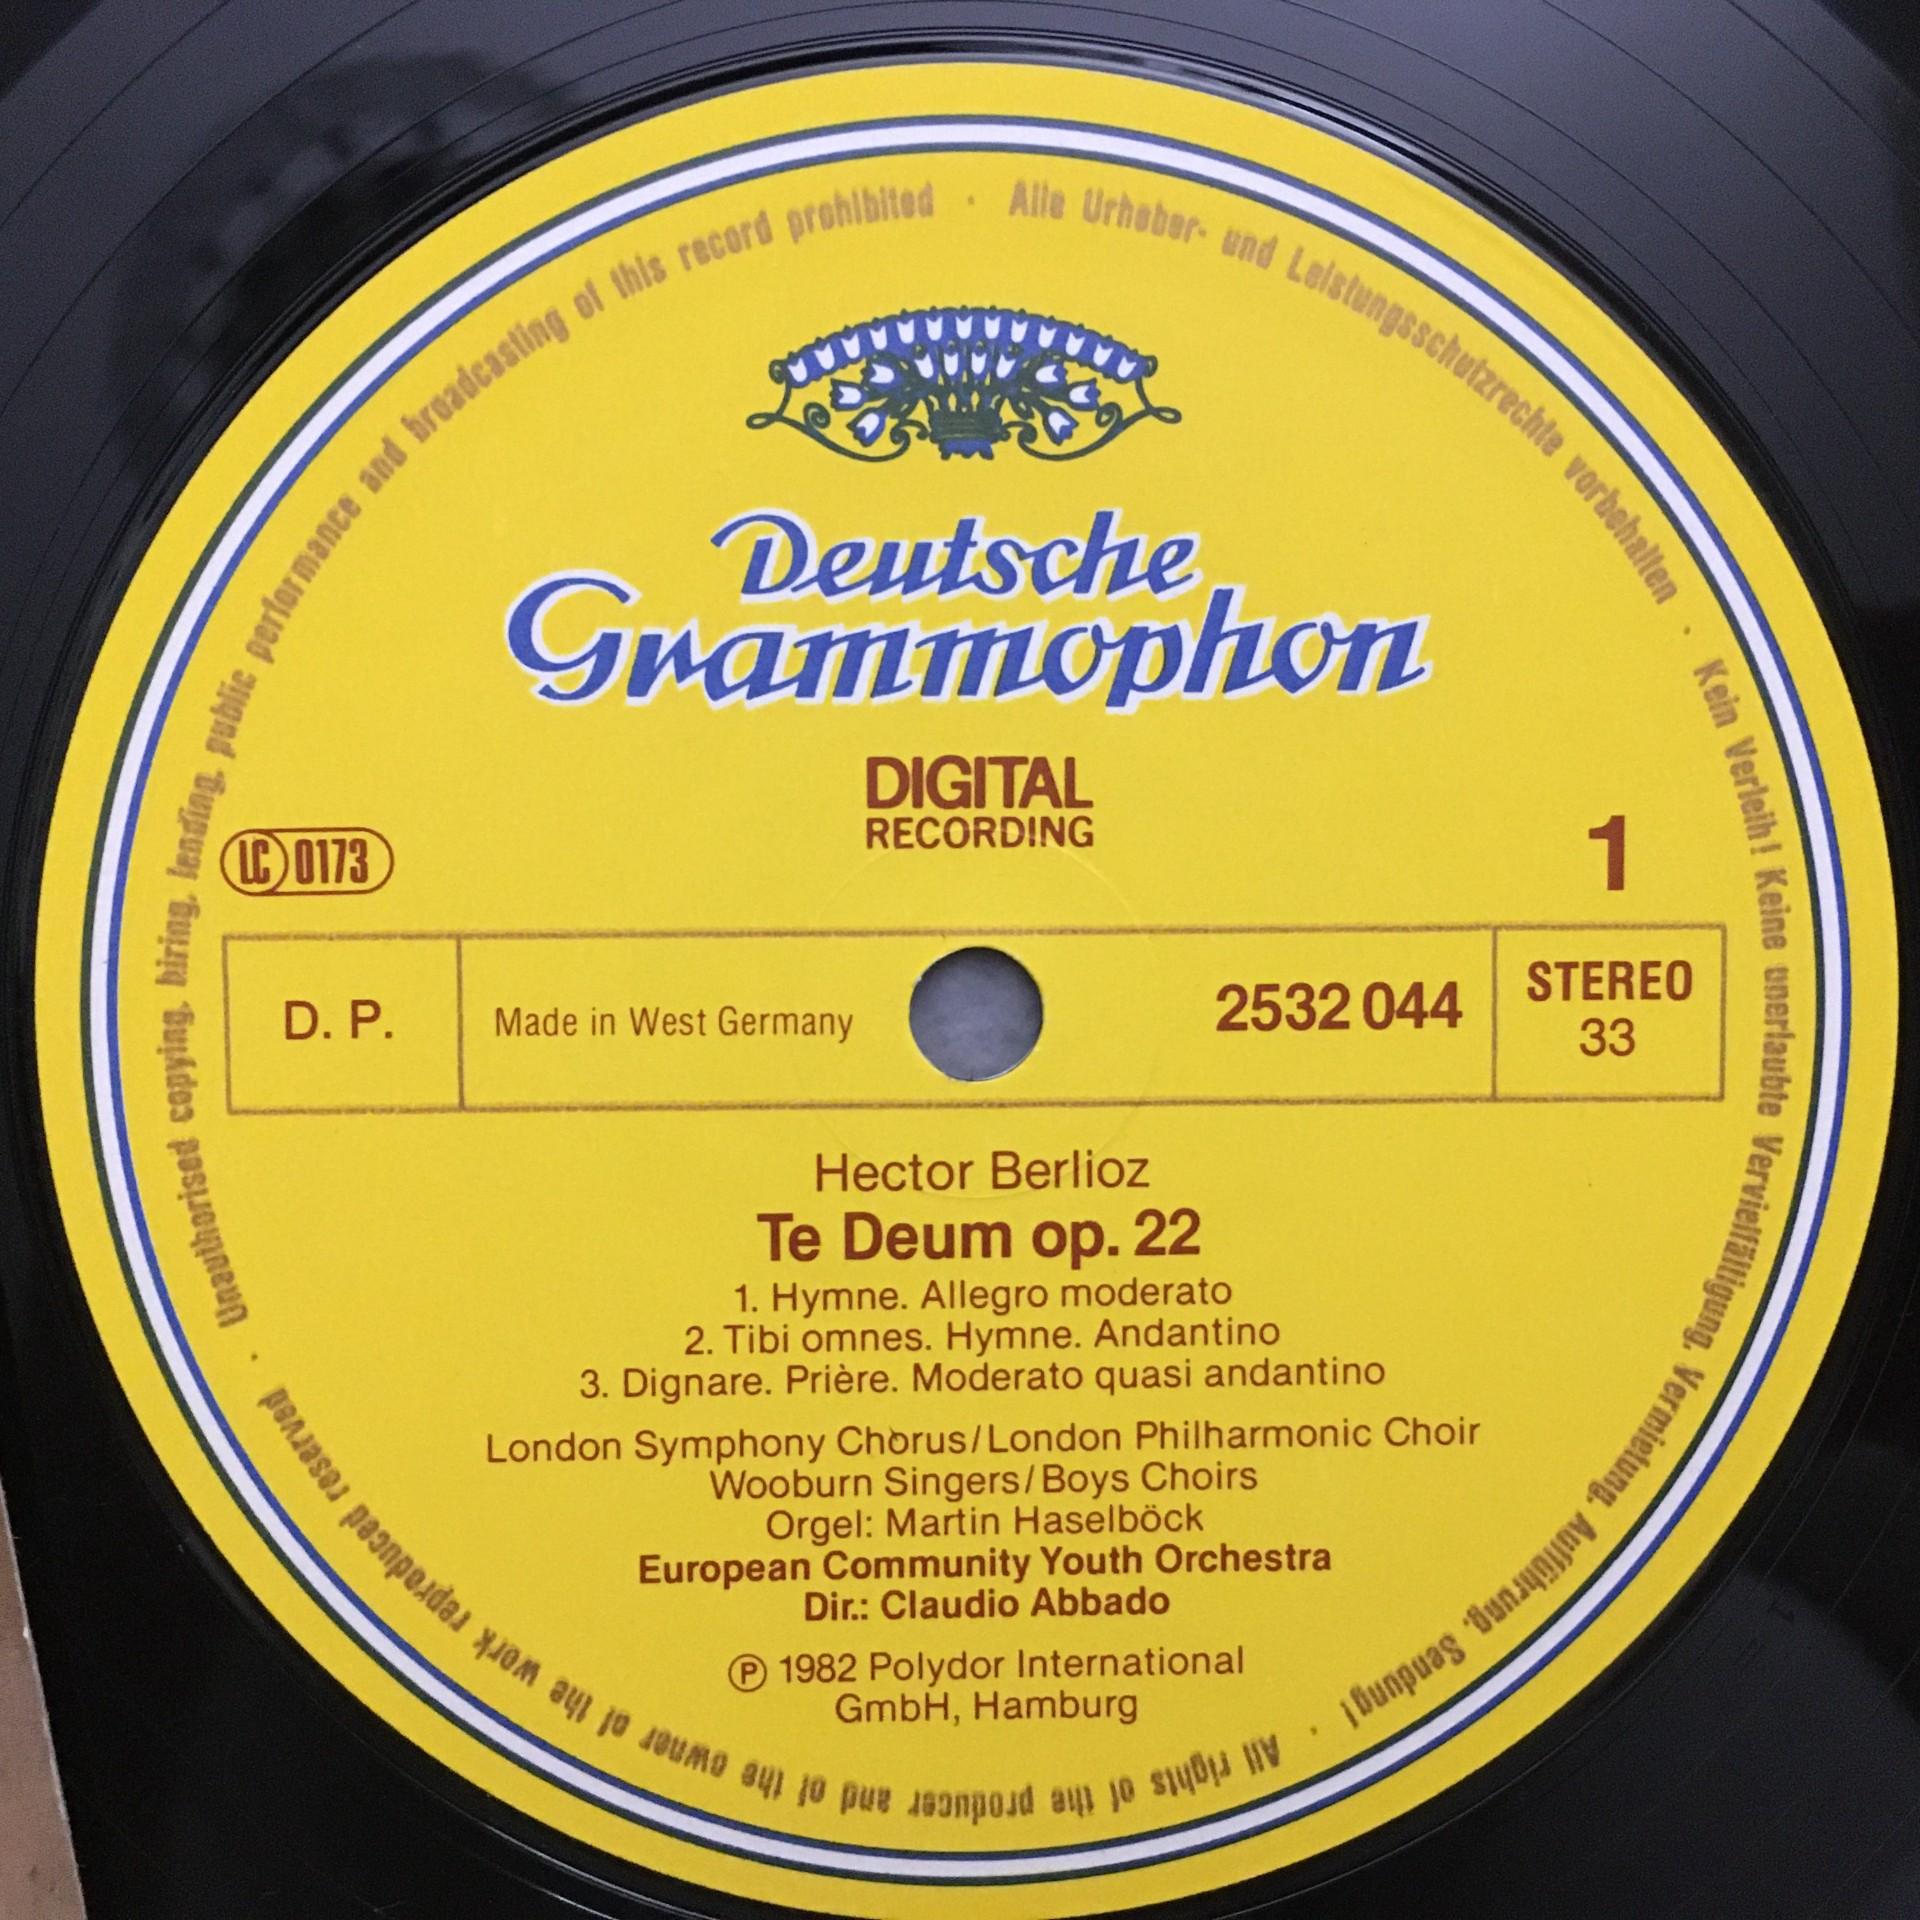 Deutsche
Grammophon
DIGITAL
RECORDING
LC 0173
1
D. P.
Made in West Germany
2532 044
STEREO
33
Hector Berlioz
Te Deum op. 22
1. Hymne. Allegro moderato
2. Tibi omnes. Hymne. Andantino
3. Dignare. Prière. Moderato quasi andantino
London Symphony Chorus/London Philharmonic Choir
Wooburn Singers/Boys Choirs
Orgel: Martin Haselböck
European Community Youth Orchestra
Dir.: Claudio Abbado
Ⓟ 1982 Polydor International
GmbH, Hamburg
Alle Urheber- und Leistungsschutzrechte vorbehalten · Kein Verleih! Keine unerlaubte Vervielfältigung, Vermietung, Aufführung, Sendung! · All rights of the producer and of the owner of the work reproduced reserved · Unauthorised copying, hiring, lending, public performance and broadcasting of this record prohibited ·